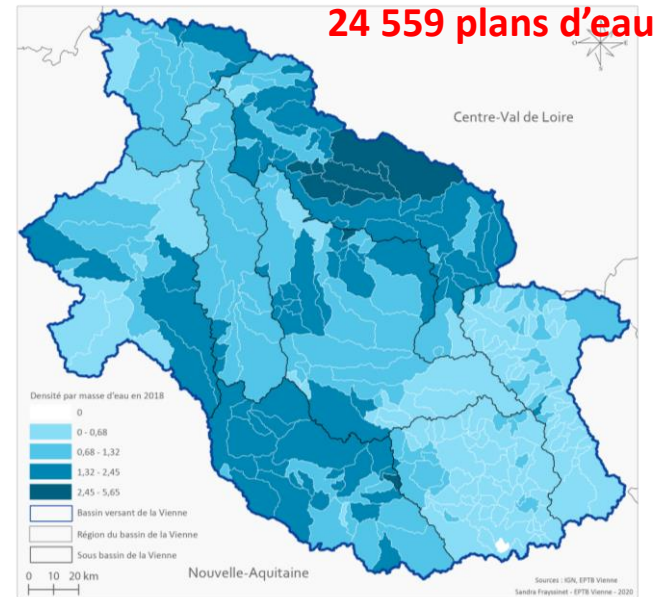 24 559 plans d’eau
O
E
S
Centre-Val de Loire
Densité par masse d'eau en 2018
0
0 - 0,68
0,68 - 1,32
1,32 - 2,45
2,45 - 5,65
Bassin versant de la Vienne
Région du bassin de la Vienne
Sous bassin de la Vienne
0 10 20 km
Nouvelle-Aquitaine
Sources : IGN, EPTB Vienne
Sandra Frayssinet - EPTB Vienne - 2020